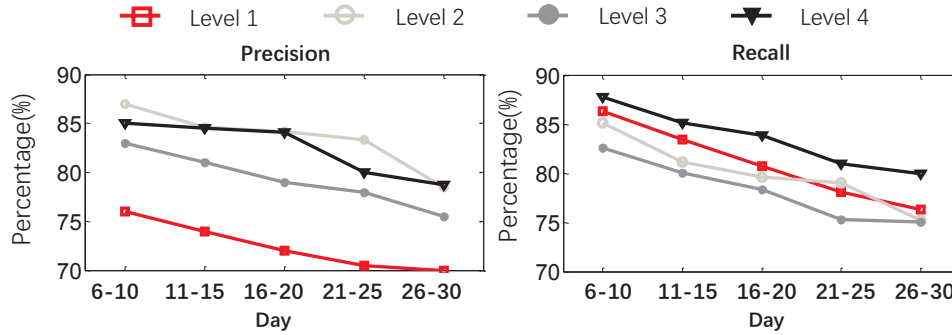 Level 1 Level 2 Level 3 Level 4
Precision
Percentage(%)
90
85
80
75
70
6-10 11-15 16-20 21-25 26-30
Day
Recall
Percentage(%)
90
85
80
75
70
6-10 11-15 16-20 21-25 26-30
Day